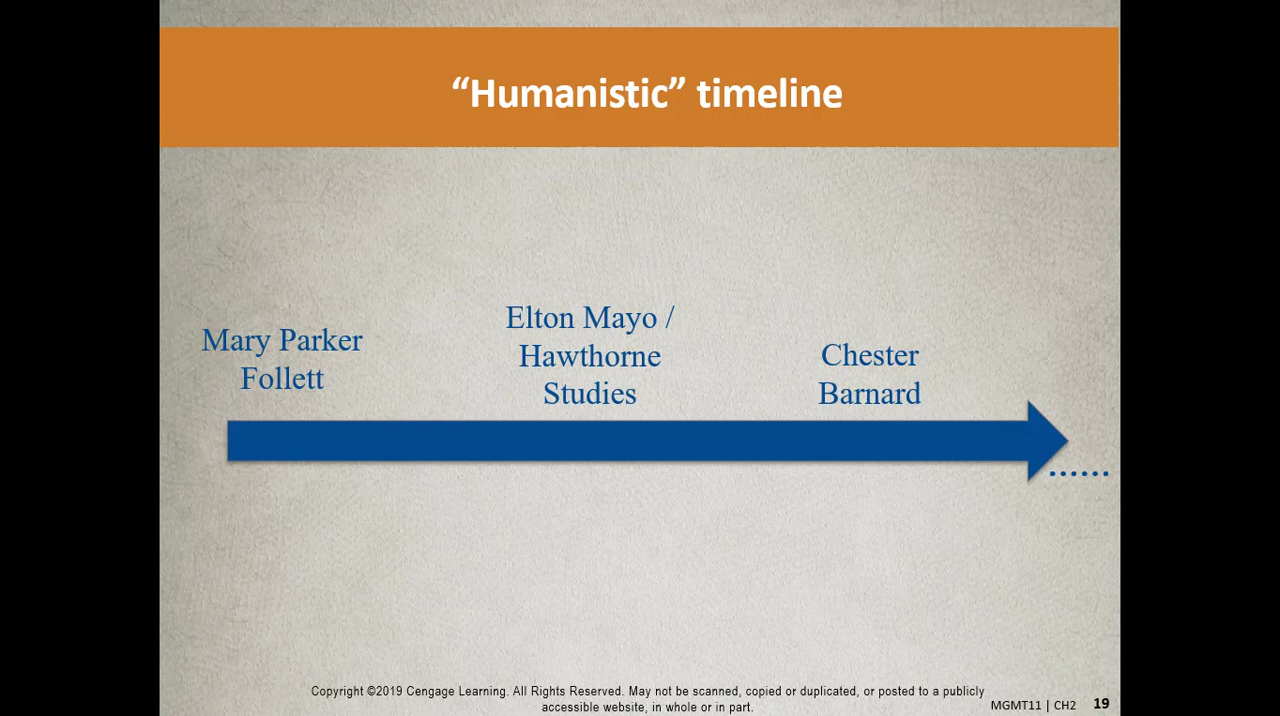 “Humanistic” timeline
Mary Parker
Follett
Elton Mayo /
Hawthorne
Studies
Chester
Barnard
......
Copyright ©2019 Cengage Learning. All Rights Reserved. May not be scanned, copied or duplicated, or posted to a publicly
accessible website, in whole or in part.
MGMT11 | CH2 19